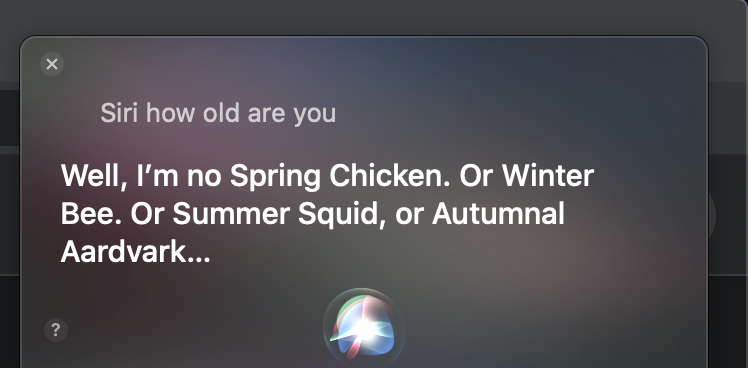 Siri how old are you
Well, I’m no Spring Chicken. Or Winter
Bee. Or Summer Squid, or Autumnal
Aardvark...
?